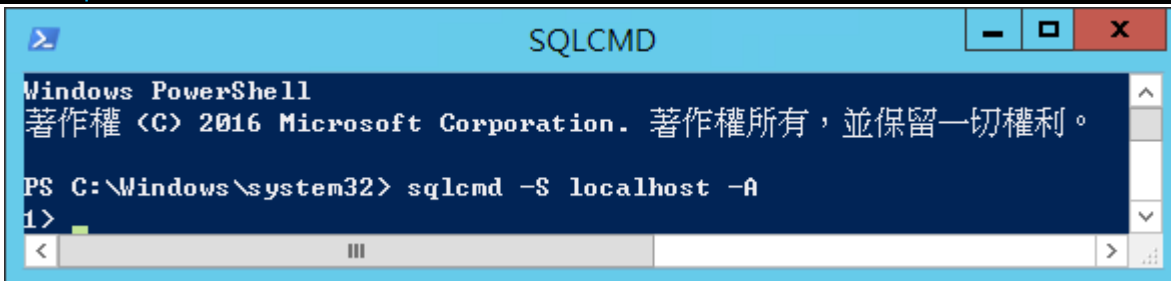 SQLCMD
Windows PowerShell
著作權 (C) 2016 Microsoft Corporation. 著作權所有，並保留一切權利。
PS C:\Windows\system32> sqlcmd -S localhost -A
1>